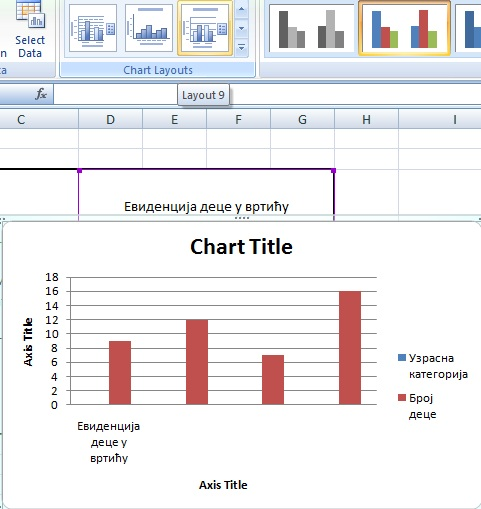 Select
Data
Chart Layouts
fx
Layout 9
C D E F G H I
Евиденција деце у вртићу
Chart Title
18
16
14
12
10
8
6
4
2
0
Axis Title
Евиденција
деце у
вртићу
Axis Title
Узрасна
категорија
Број
деце